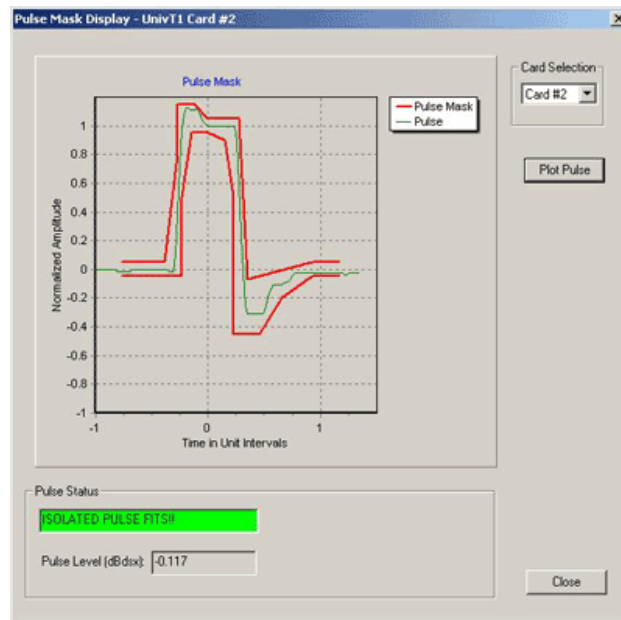 Pulse Mask Display - UnivT1 Card #2
Card Selection
Card #2
Plot Pulse
Pulse Mask
Pulse Mask
Pulse
Normalized Amplitude
1
0.8
0.6
0.4
0.2
0
-0.2
-0.4
-0.6
-0.8
-1
-1
0
1
Time in Unit Intervals
Pulse Status
ISOLATED PULSE FITS!!
Pulse Level (dBdsx):
-0.117
Close